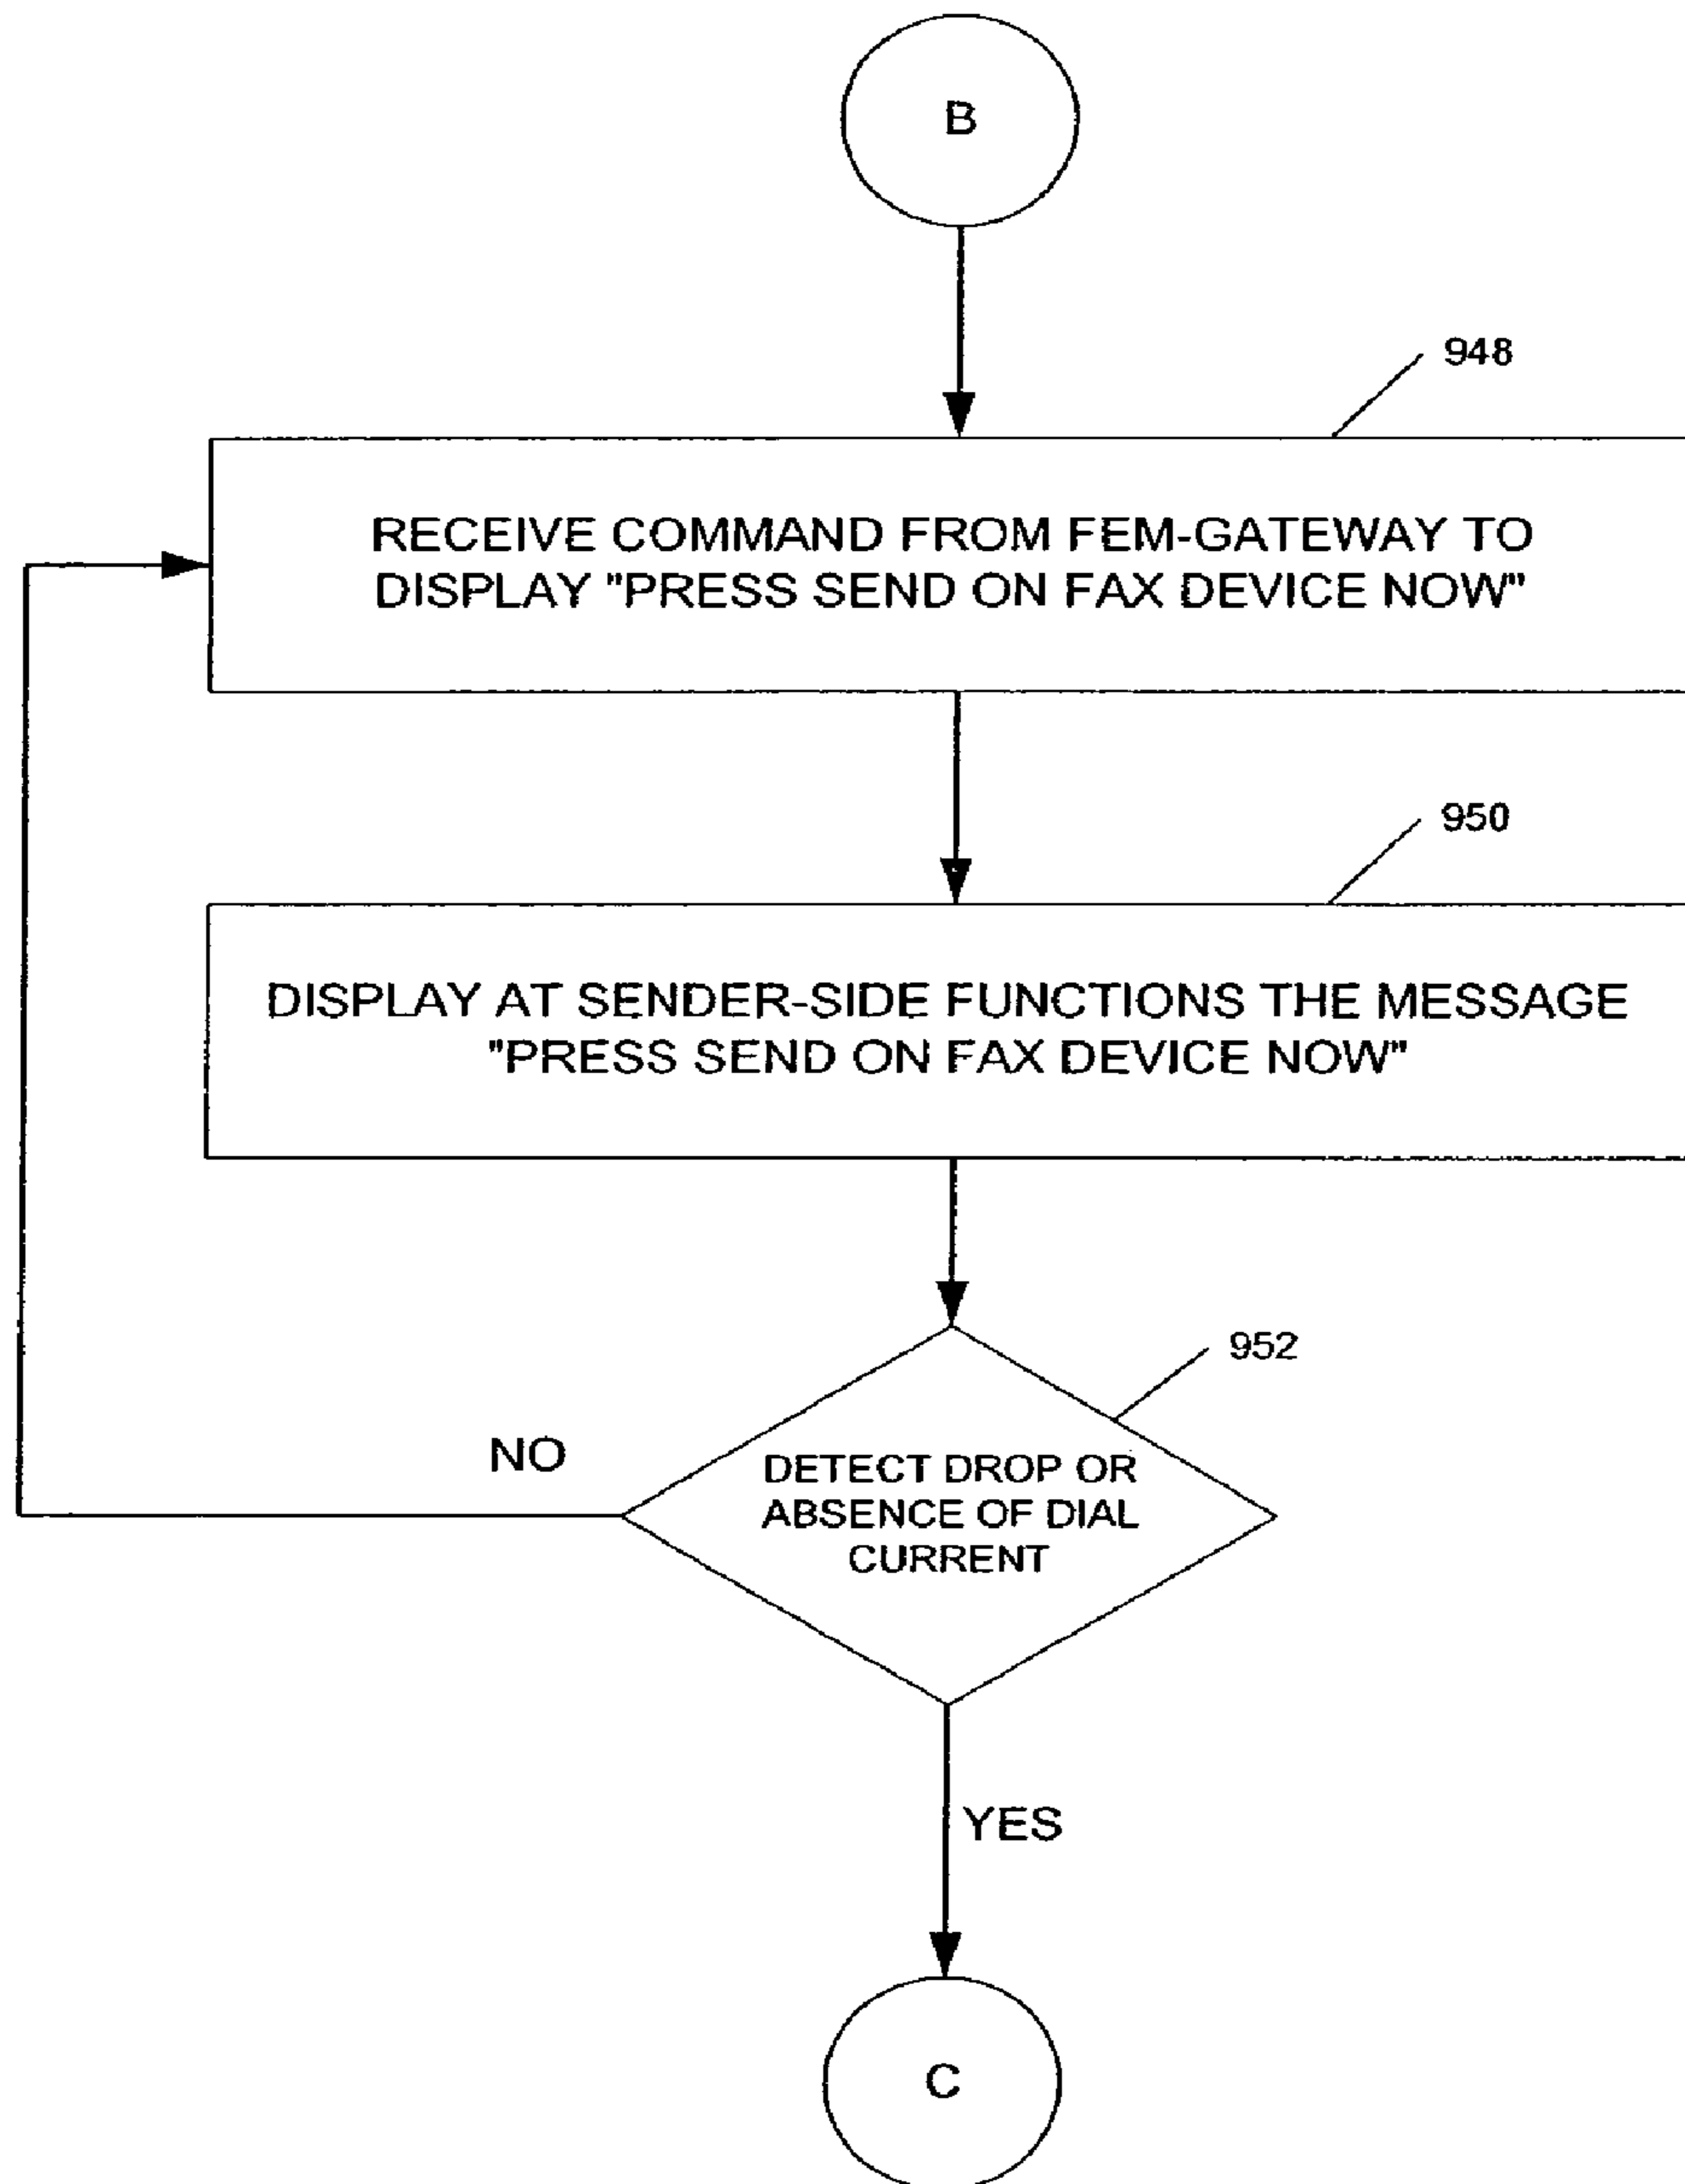 B
948
RECEIVE COMMAND FROM FEM-GATEWAY TO
DISPLAY "PRESS SEND ON FAX DEVICE NOW"
950
DISPLAY AT SENDER-SIDE FUNCTIONS THE MESSAGE
"PRESS SEND ON FAX DEVICE NOW"
952
NO
DETECT DROP OR
ABSENCE OF DIAL
CURRENT
YES
C